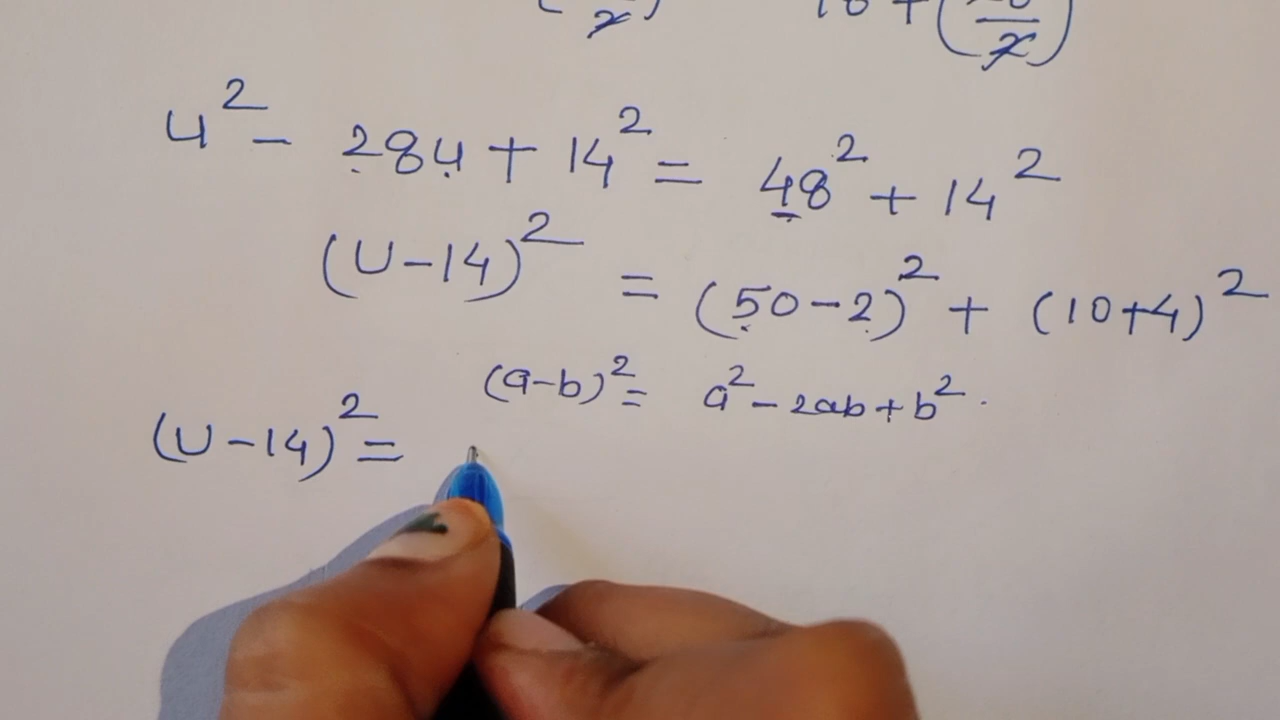 u² - 28u + 14² = 48² + 14²
(U-14)² = (50-2)² + (10+4)²
(a-b)² = a² - 2ab + b².
(U-14)² =